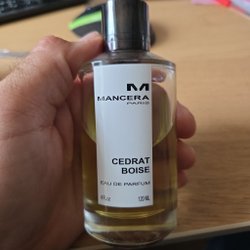 M
MANCERA
PARIS
CEDRAT
BOISE
EAU DE PARFUM
120 ML